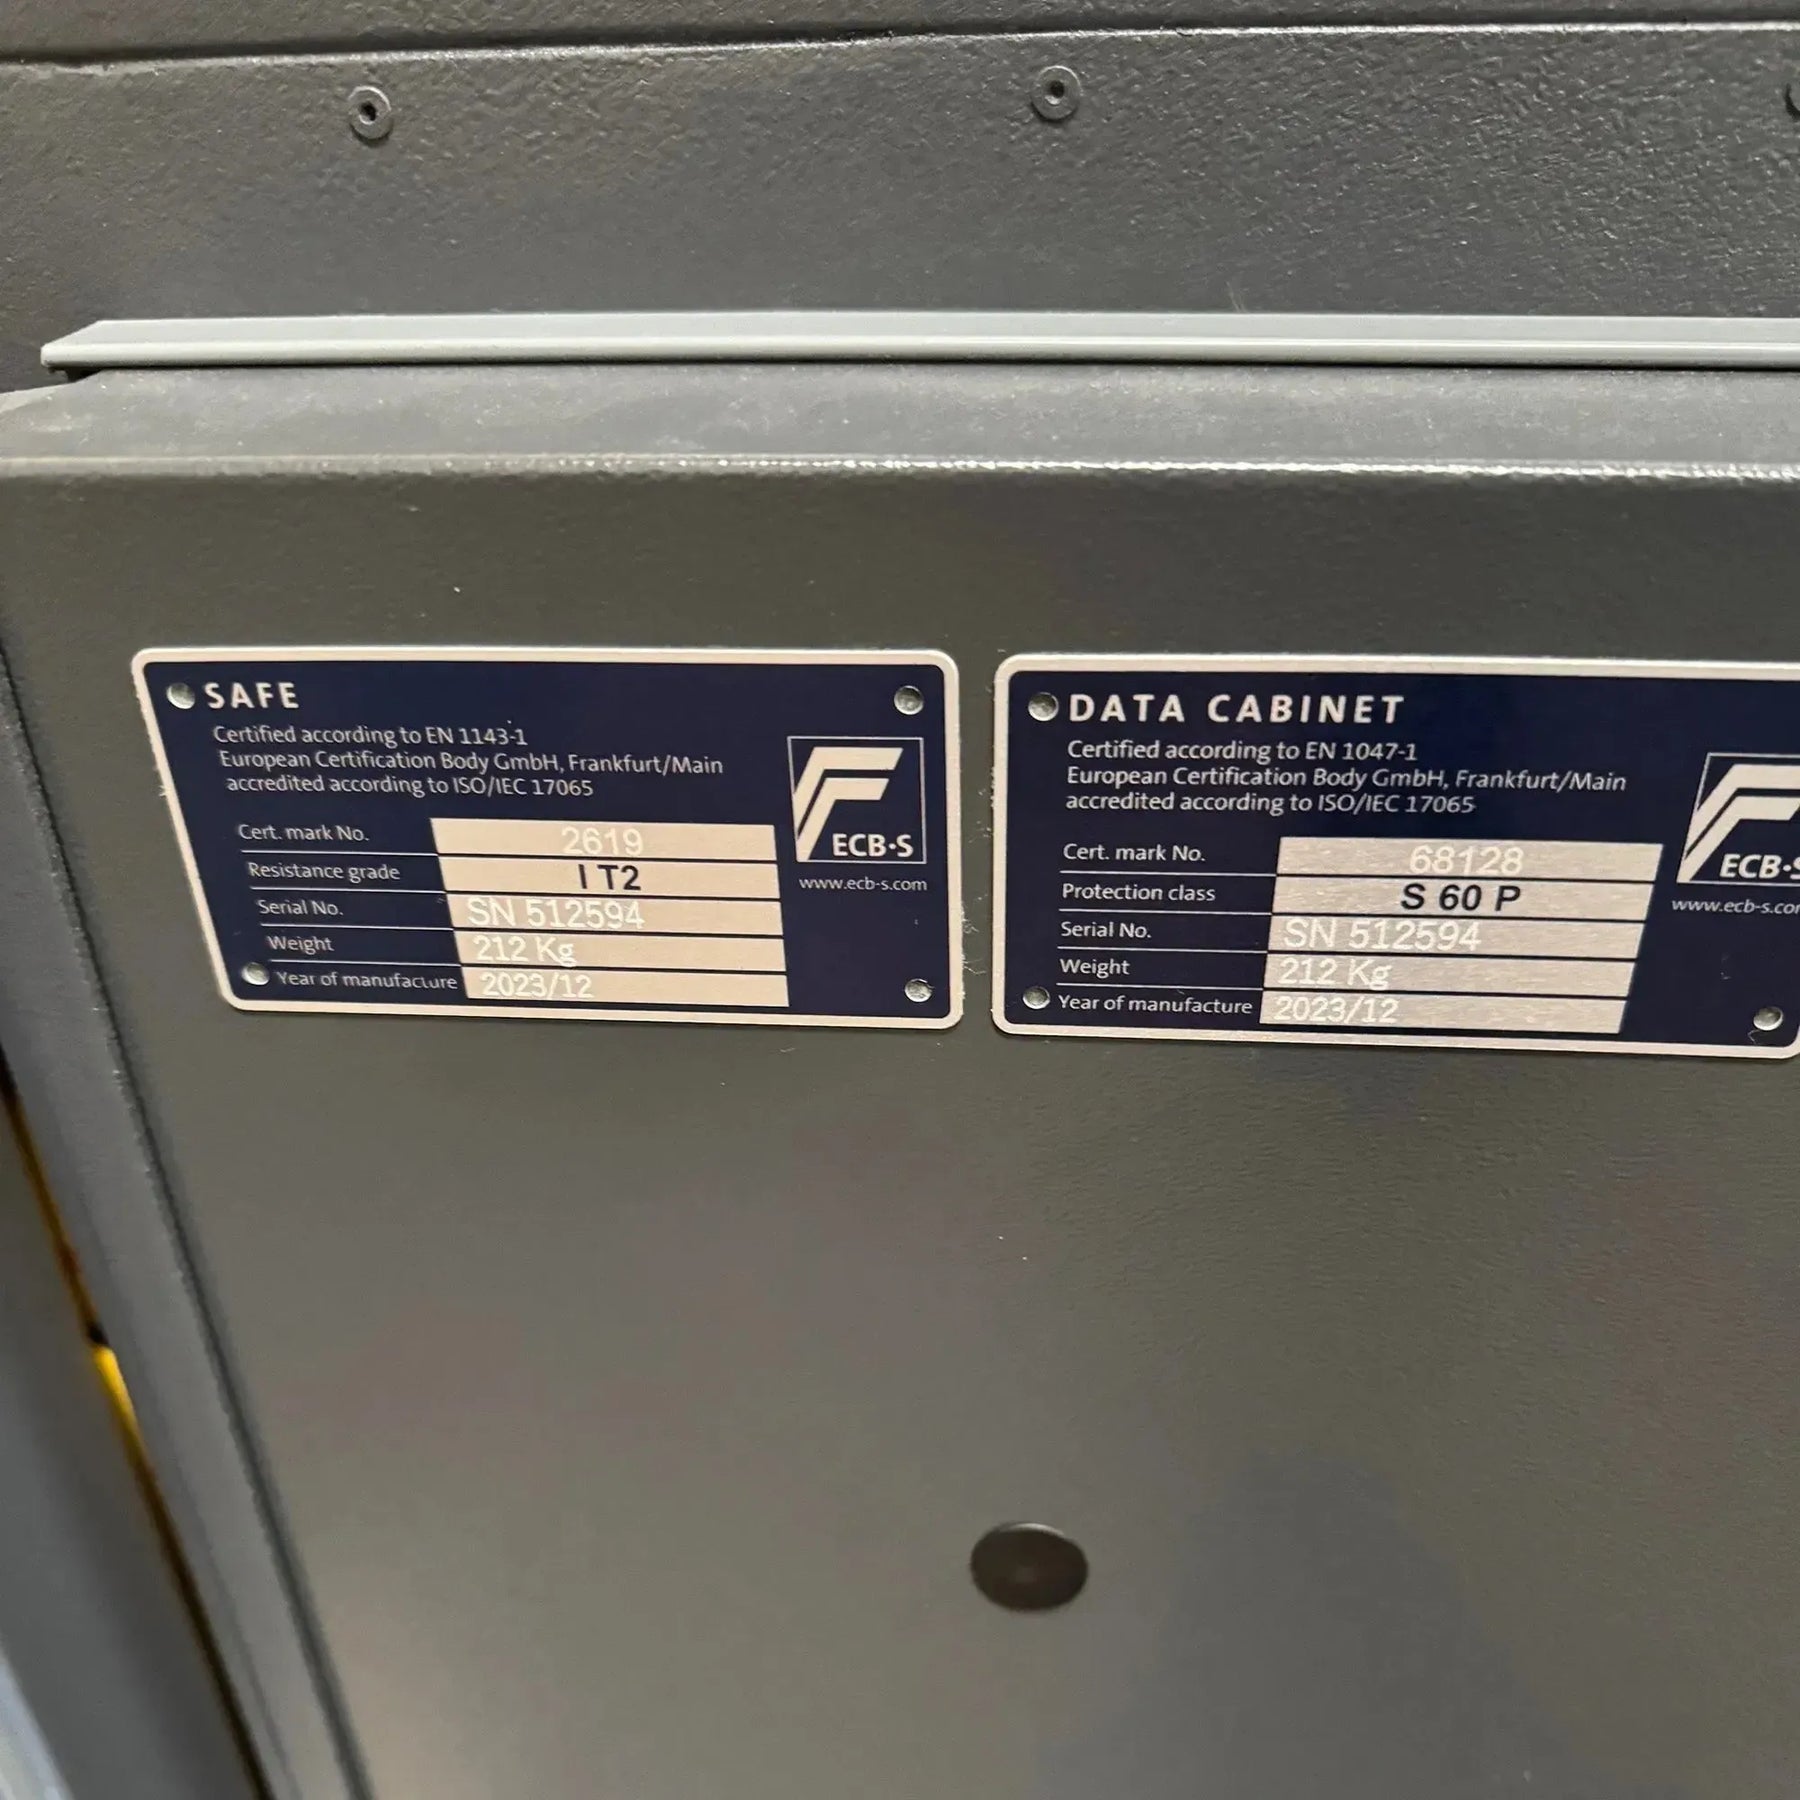 SAFE
Certified according to EN 1143-1
European Certification Body GmbH, Frankfurt/Main
accredited according to ISO/IEC 17065
Cert. mark No. 2619
Resistance grade I T2
Serial No. SN 512594
Weight 212 Kg
Year of manufacture 2023/12
ECB·S
www.ecb-s.com
DATA CABINET
Certified according to EN 1047-1
European Certification Body GmbH, Frankfurt/Main
accredited according to ISO/IEC 17065
Cert. mark No. 68128
Protection class S 60 P
Serial No. SN 512594
Weight 212 Kg
Year of manufacture 2023/12
ECB·S
www.ecb-s.com